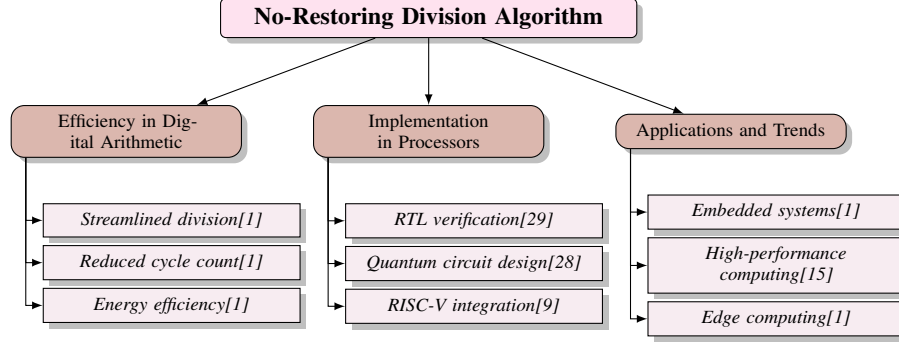 No-Restoring Division Algorithm
Efficiency in Dig-
ital Arithmetic
Streamlined division[1]
Reduced cycle count[1]
Energy efficiency[1]
Implementation
in Processors
RTL verification[29]
Quantum circuit design[28]
RISC-V integration[9]
Applications and Trends
Embedded systems[1]
High-performance
computing[15]
Edge computing[1]